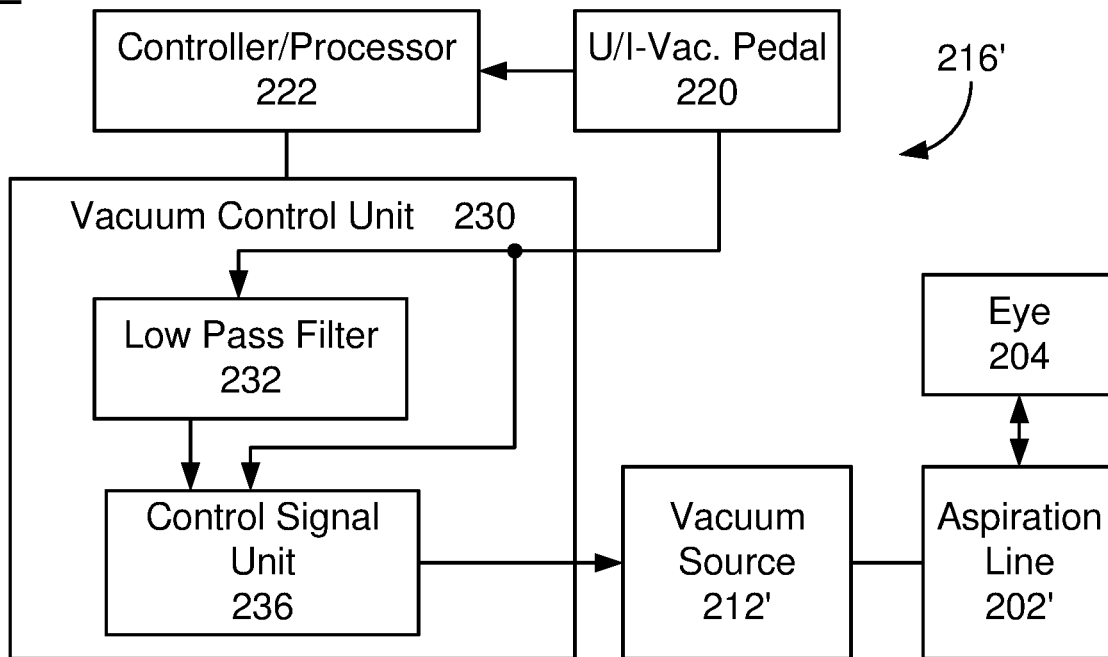 Controller/Processor
222
U/I-Vac. Pedal
220
216'
Vacuum Control Unit 230
Low Pass Filter
232
Eye
204
Control Signal
Unit
236
Vacuum
Source
212'
Aspiration
Line
202'